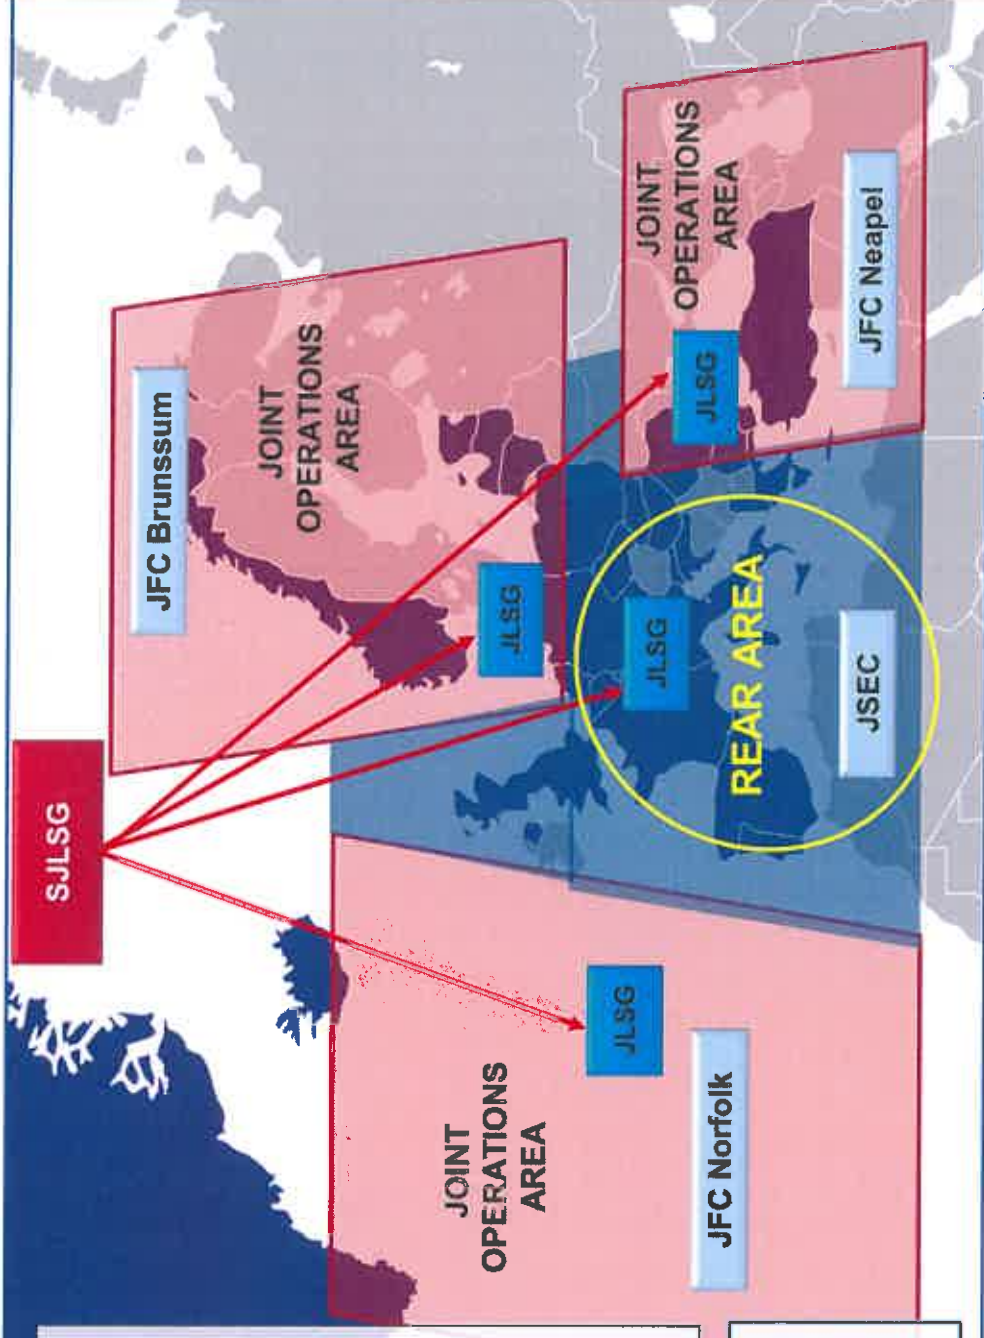 SJLSG
JFC Brunssum
JOINT
OPERATIONS
AREA
JLSG
JOINT
OPERATIONS
AREA
JLSG
JFC Norfolk
JLSG
REAR AREA
JSEC
JOINT
OPERATIONS
AREA
JLSG
JFC Neapel